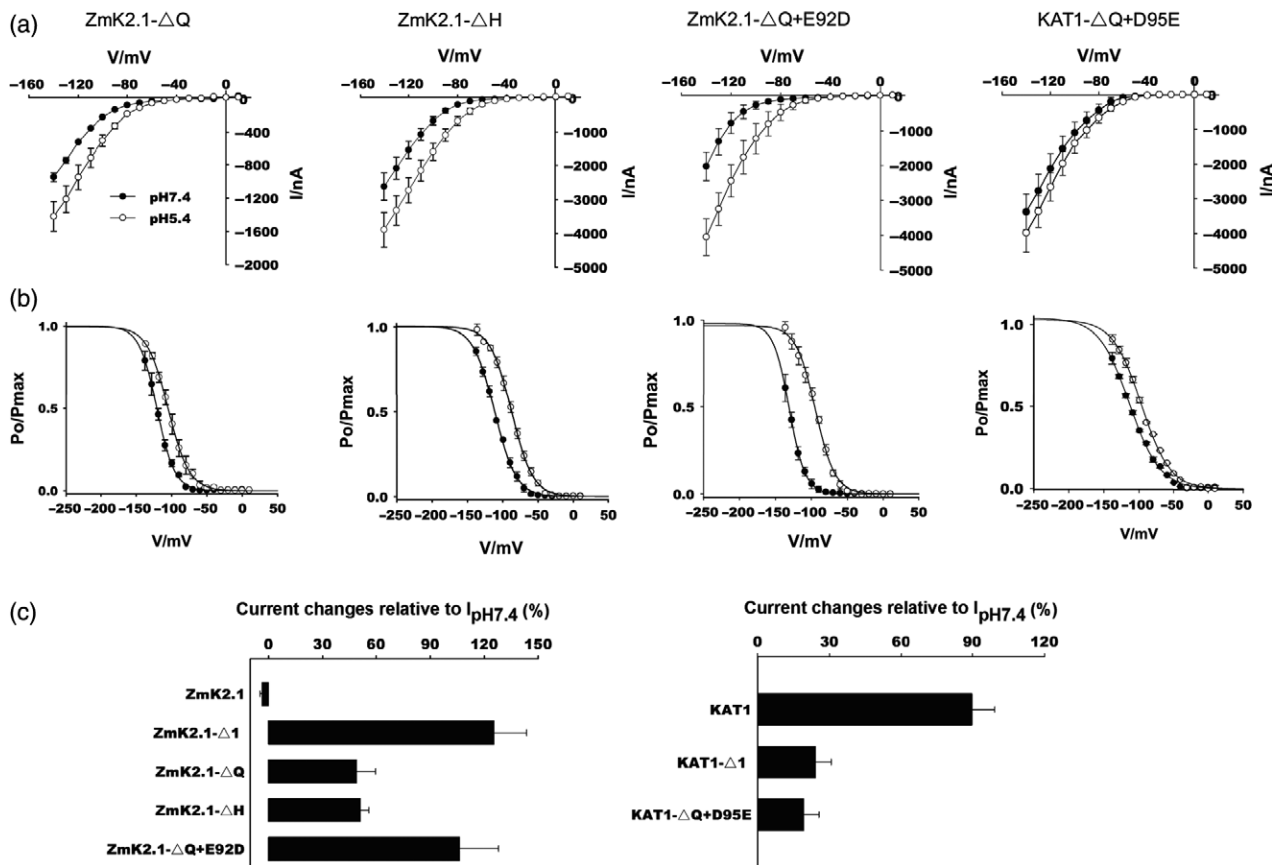 (a)
ZmK2.1-△Q
ZmK2.1-△H
ZmK2.1-△Q+E92D
KAT1-△Q+D95E
V/mV
V/mV
V/mV
V/mV
−160 −120 −80 −40 0
−160 −120 −80 −40 0
−160 −120 −80 −40 0
−160 −120 −80 −40 0
−400
−800
−1200
−1600
−2000
I/nA
pH7.4
pH5.4
−1000
−2000
−3000
−4000
−5000
I/nA
−1000
−2000
−3000
−4000
−5000
I/nA
−1000
−2000
−3000
−4000
−5000
I/nA
(b)
Po/Pmax
1.0
0.5
0.0
−250 −200 −150 −100 −50 0 50
V/mV
Po/Pmax
1.0
0.5
0.0
−250 −200 −150 −100 −50 0 50
V/mV
Po/Pmax
1.0
0.5
0.0
−250 −200 −150 −100 −50 0 50
V/mV
Po/Pmax
1.0
0.5
0.0
−250 −200 −150 −100 −50 0 50
V/mV
(c)
Current changes relative to IpH7.4 (%)
0 30 60 90 120 150
ZmK2.1
ZmK2.1-△1
ZmK2.1-△Q
ZmK2.1-△H
ZmK2.1-△Q+E92D
Current changes relative to IpH7.4 (%)
0 30 60 90 120
KAT1
KAT1-△1
KAT1-△Q+D95E